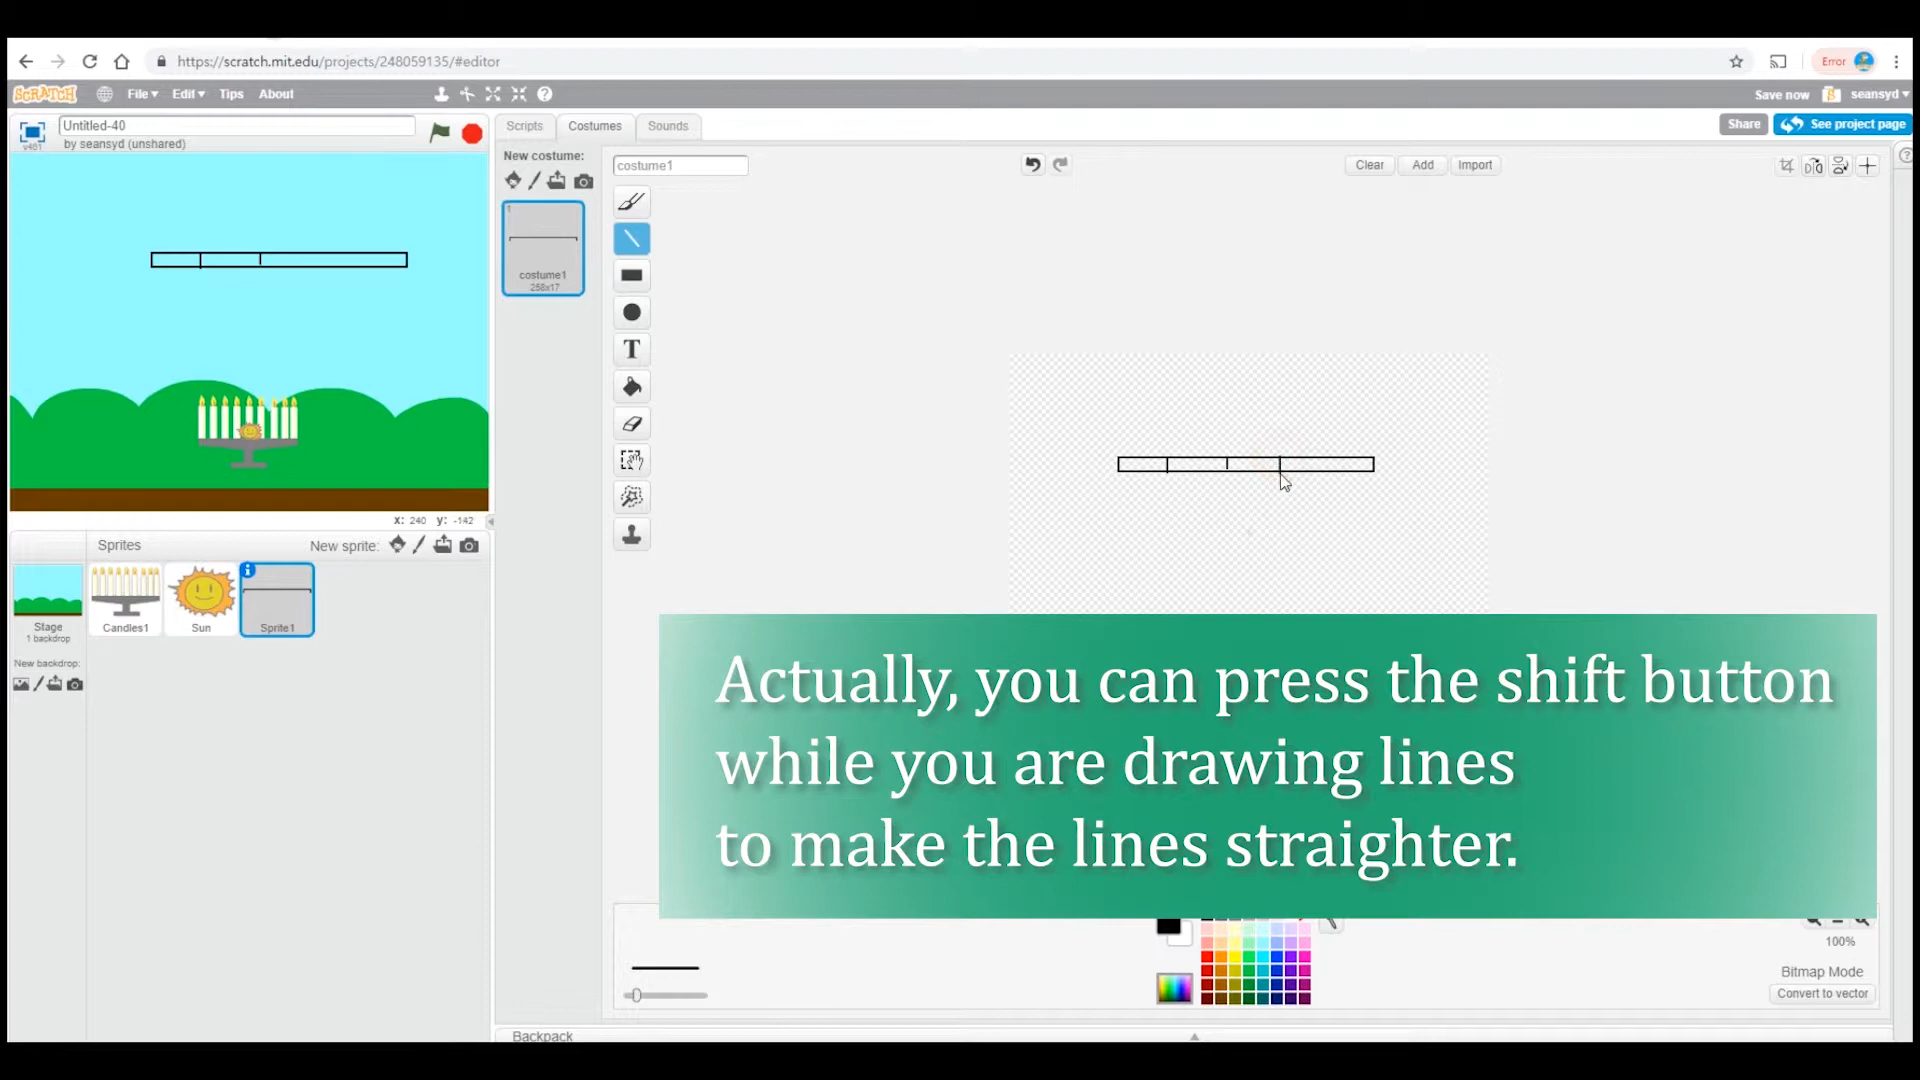 https://scratch.mit.edu/projects/248059135/#editor
Error
SCRATCH
File
Edit
Tips
About
Save now
seansyd
Untitled-40
by seansyd (unshared)
v461
Scripts
Costumes
Sounds
Share
See project page
New costume:
costume1
Clear
Add
Import
1
costume1
258x17
T
x: 240 y: -142
Sprites
New sprite:
Stage
1 backdrop
New backdrop:
Candles1
Sun
Sprite1
Actually, you can press the shift button
while you are drawing lines
to make the lines straighter.
100%
Bitmap Mode
Convert to vector
Backpack